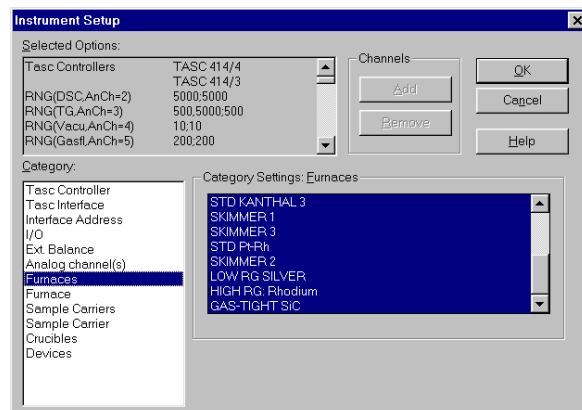 Instrument Setup
Selected Options:
Tasc Controllers TASC 414/4
TASC 414/3
RNG(DSC,AnCh=2) 5000;5000
RNG(TG,AnCh=3) 500,5000;500
RNG(Vacu,AnCh=4) 10;10
RNG(Gasfl,AnCh=5) 200;200
Channels
Add
Remove
OK
Cancel
Help
Category:
Tasc Controller
Tasc Interface
Interface Address
I/O
Ext. Balance
Analog channel(s)
Furnaces
Furnace
Sample Carriers
Sample Carrier
Crucibles
Devices
Category Settings: Furnaces
STD KANTHAL 3
SKIMMER 1
SKIMMER 3
STD Pt-Rh
SKIMMER 2
LOW RG SILVER
HIGH RG: Rhodium
GAS-TIGHT SiC